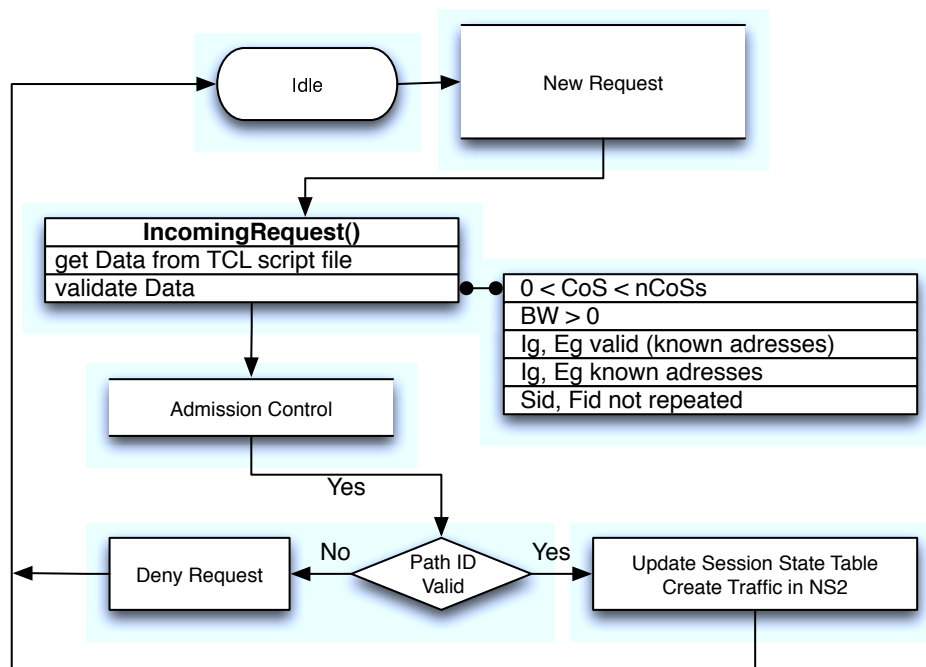 Idle
New Request
IncomingRequest()
get Data from TCL script file
validate Data
0 < CoS < nCoSs
BW > 0
Ig, Eg valid (known adresses)
Ig, Eg known adresses
Sid, Fid not repeated
Admission Control
Yes
Deny Request
No
Path ID
Valid
Yes
Update Session State Table
Create Traffic in NS2